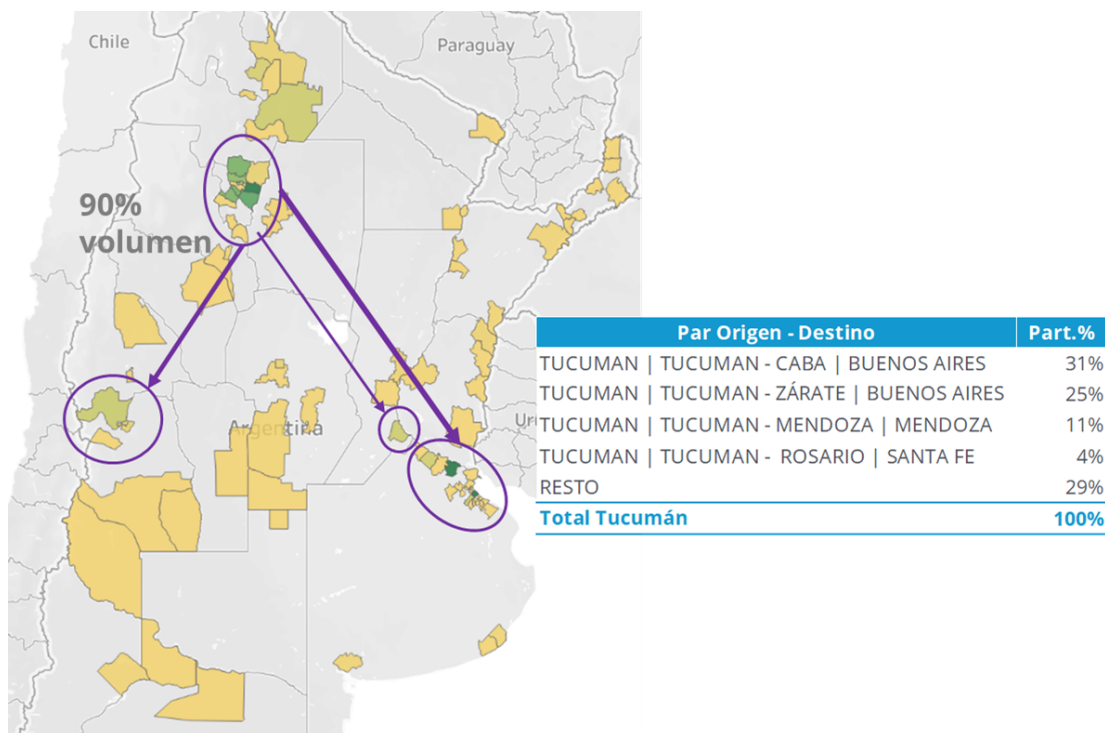 Chile
Paraguay
90%
volumen
Argentina
Par Origen - Destino Part.%
TUCUMAN | TUCUMAN - CABA | BUENOS AIRES 31%
TUCUMAN | TUCUMAN - ZÁRATE | BUENOS AIRES 25%
TUCUMAN | TUCUMAN - MENDOZA | MENDOZA 11%
TUCUMAN | TUCUMAN - ROSARIO | SANTA FE 4%
RESTO 29%
Total Tucumán 100%